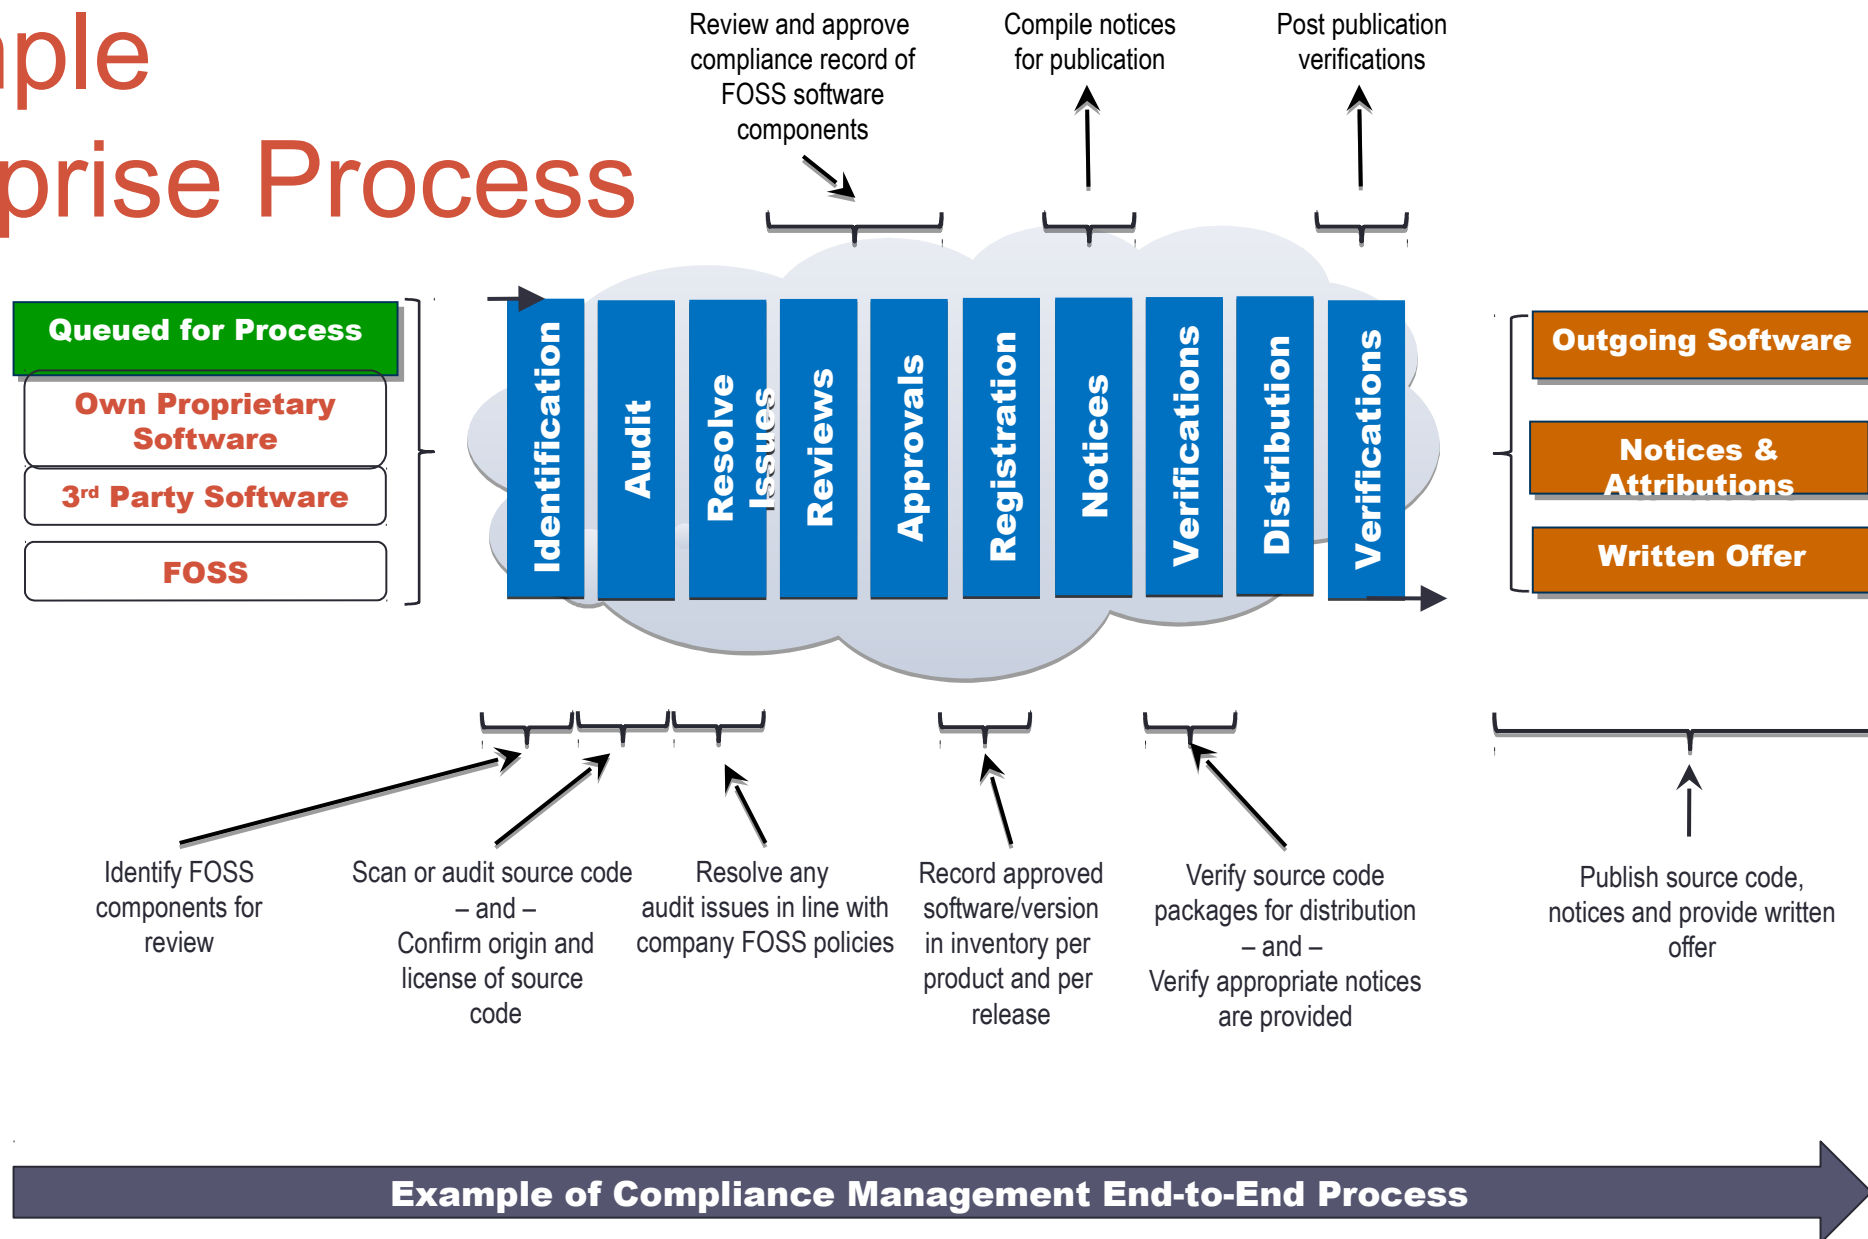 mple
prise Process
Review and approve
compliance record of
FOSS software
components
Compile notices
for publication
Post publication
verifications
Queued for Process
Own Proprietary
Software
3rd Party Software
FOSS
Identification
Audit
Resolve
Issues
Reviews
Approvals
Registration
Notices
Verifications
Distribution
Verifications
Outgoing Software
Notices &
Attributions
Written Offer
Identify FOSS
components for
review
Scan or audit source code
– and –
Confirm origin and
license of source
code
Resolve any
audit issues in line with
company FOSS policies
Record approved
software/version
in inventory per
product and per
release
Verify source code
packages for distribution
– and –
Verify appropriate notices
are provided
Publish source code,
notices and provide written
offer
Example of Compliance Management End-to-End Process